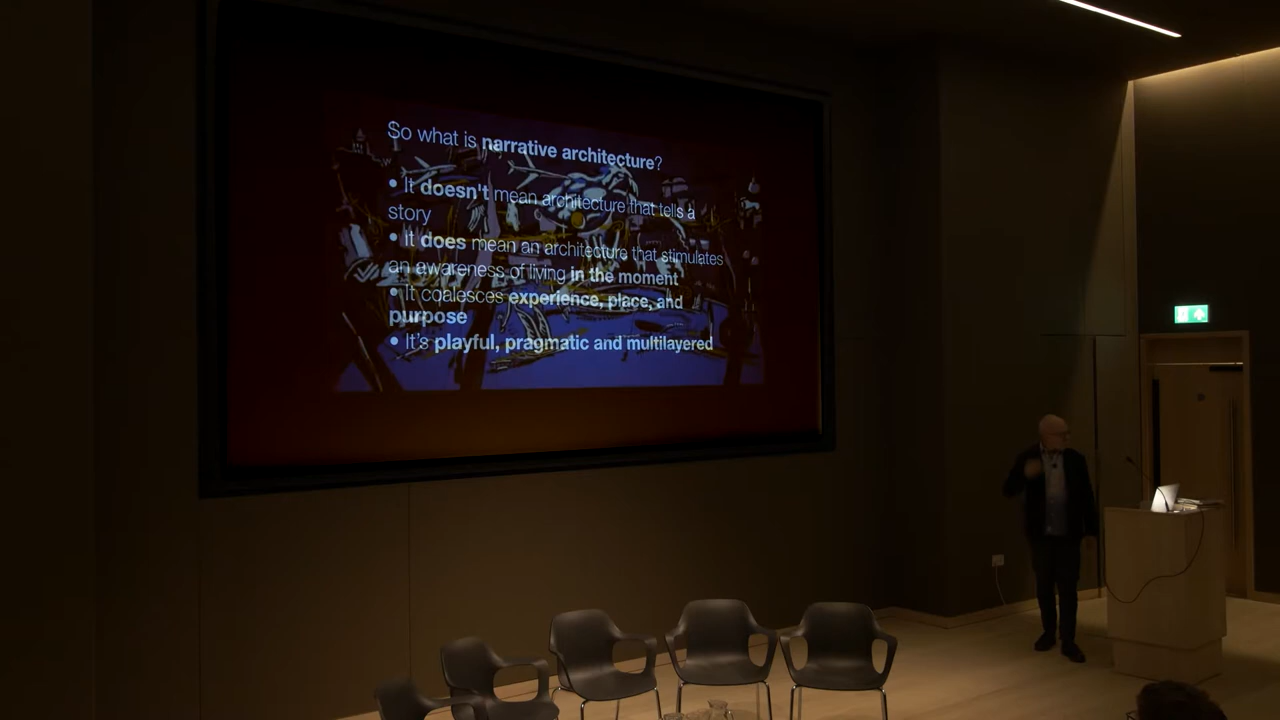 So what is narrative architecture?
• It doesn't mean architecture that tells a
story
• It does mean an architecture that stimulates
an awareness of living in the moment
• It coalesces experience, place, and
purpose
• It's playful, pragmatic and multilayered